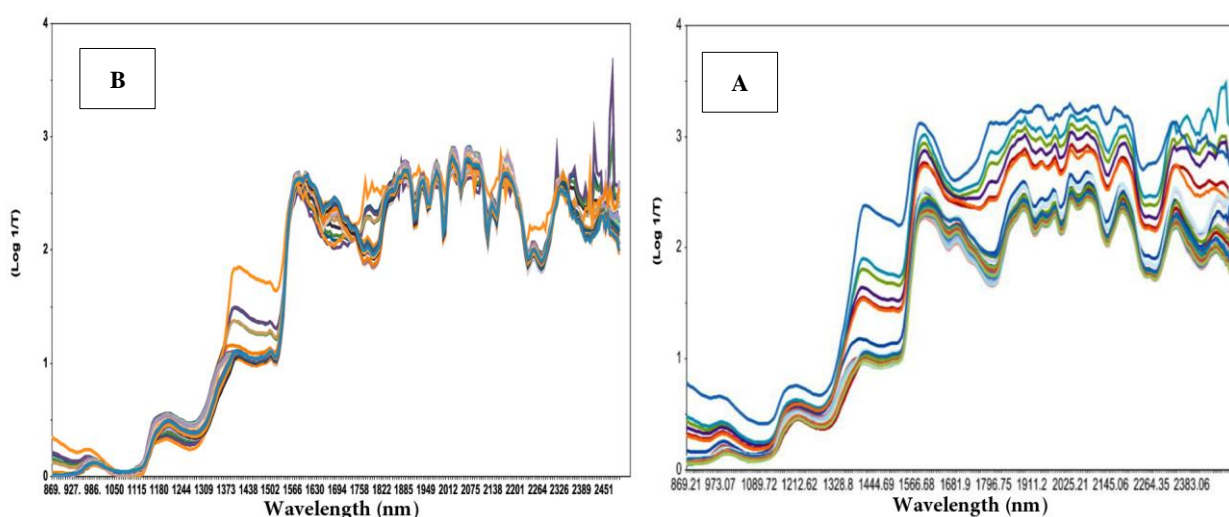 4
3
2
1
0
(Log 1/T)
B
869. 927. 986. 1050 1115 1180 1244 1309 1373 1438 1502 1566 1630 1694 1758 1822 1885 1949 2012 2075 2138 2201 2264 2326 2389 2451
Wavelength (nm)
4
3
2
1
0
(Log 1/T)
A
869.21 973.07 1089.72 1212.62 1328.8 1444.69 1566.68 1681.9 1796.75 1911.2 2025.21 2145.06 2264.35 2383.06
Wavelength (nm)